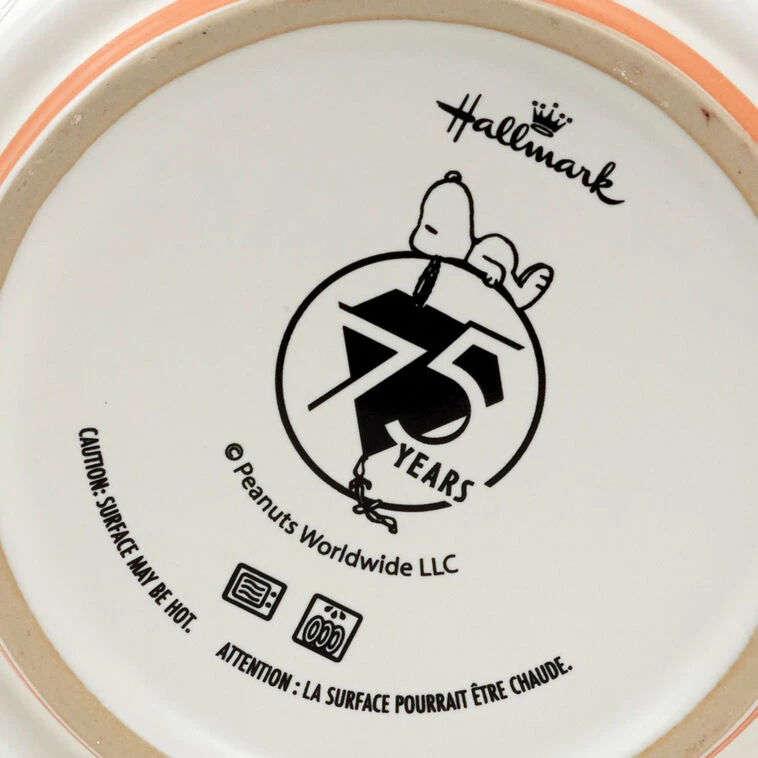 Hallmark
75
YEARS
© Peanuts Worldwide LLC
CAUTION: SURFACE MAY BE HOT.
ATTENTION : LA SURFACE POURRAIT ÊTRE CHAUDE.